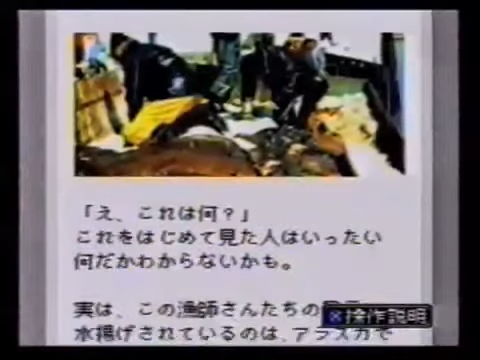 「え、これは何？」
これをはじめて見た人はいったい
何だかわからないかも。
実は、この漁師さんたちの
※操作説明
水揚げされているのは、アラスカで